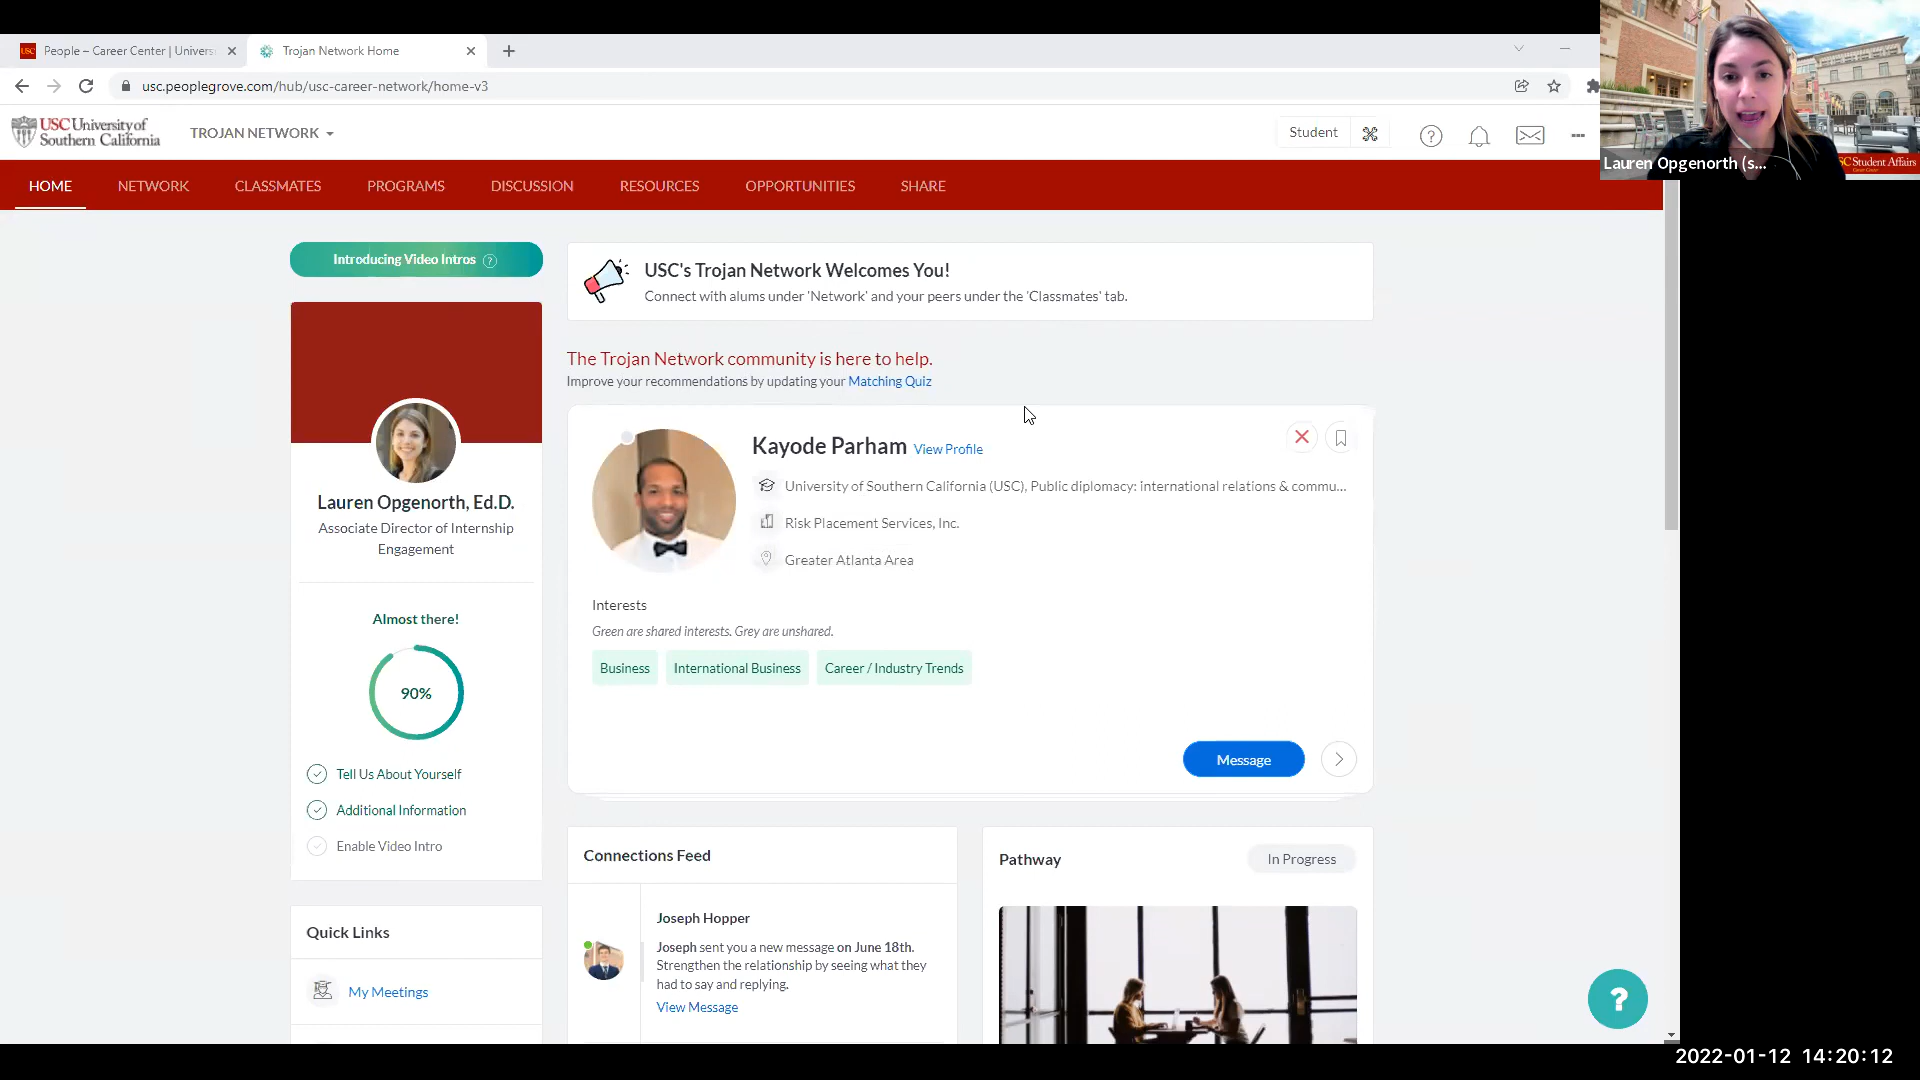 People – Career Center | Univers
Trojan Network Home
usc.peoplegrove.com/hub/usc-career-network/home-v3
USC University of
Southern California
TROJAN NETWORK
Student
Lauren Opgenorth (s...
SC Student Affairs
HOME
NETWORK
CLASSMATES
PROGRAMS
DISCUSSION
RESOURCES
OPPORTUNITIES
SHARE
Introducing Video Intros ?
USC's Trojan Network Welcomes You!
Connect with alums under 'Network' and your peers under the 'Classmates' tab.
The Trojan Network community is here to help.
Improve your recommendations by updating your Matching Quiz
Lauren Opgenorth, Ed.D.
Associate Director of Internship
Engagement
Almost there!
90%
Tell Us About Yourself
Additional Information
Enable Video Intro
Quick Links
My Meetings
Kayode Parham View Profile
University of Southern California (USC), Public diplomacy: international relations & commu...
Risk Placement Services, Inc.
Greater Atlanta Area
Interests
Green are shared interests. Grey are unshared.
Business
International Business
Career / Industry Trends
Message
Connections Feed
Joseph Hopper
Joseph sent you a new message on June 18th.
Strengthen the relationship by seeing what they
had to say and replying.
View Message
Pathway
In Progress
?
2022-01-12 14:20:12